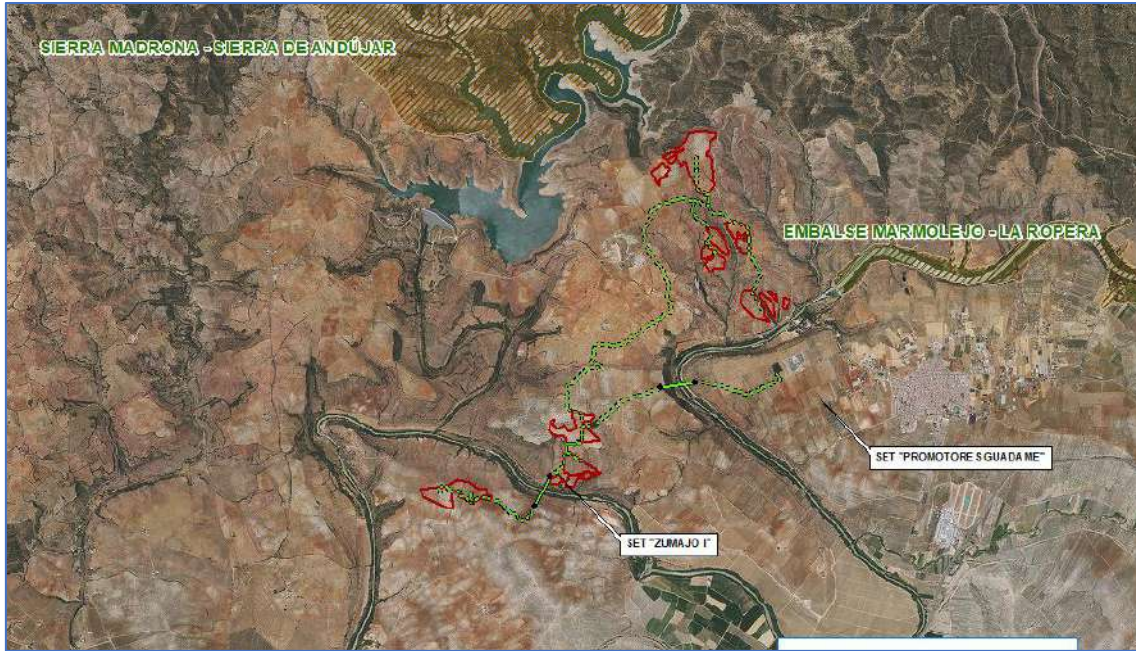 SIERRA MADRONA - SIERRA DE ANDÚJAR
EMBALSE MARMOLEJO - LA ROPERA
SET "PROMOTORES GUADAME"
SET "ZUMAJO I"